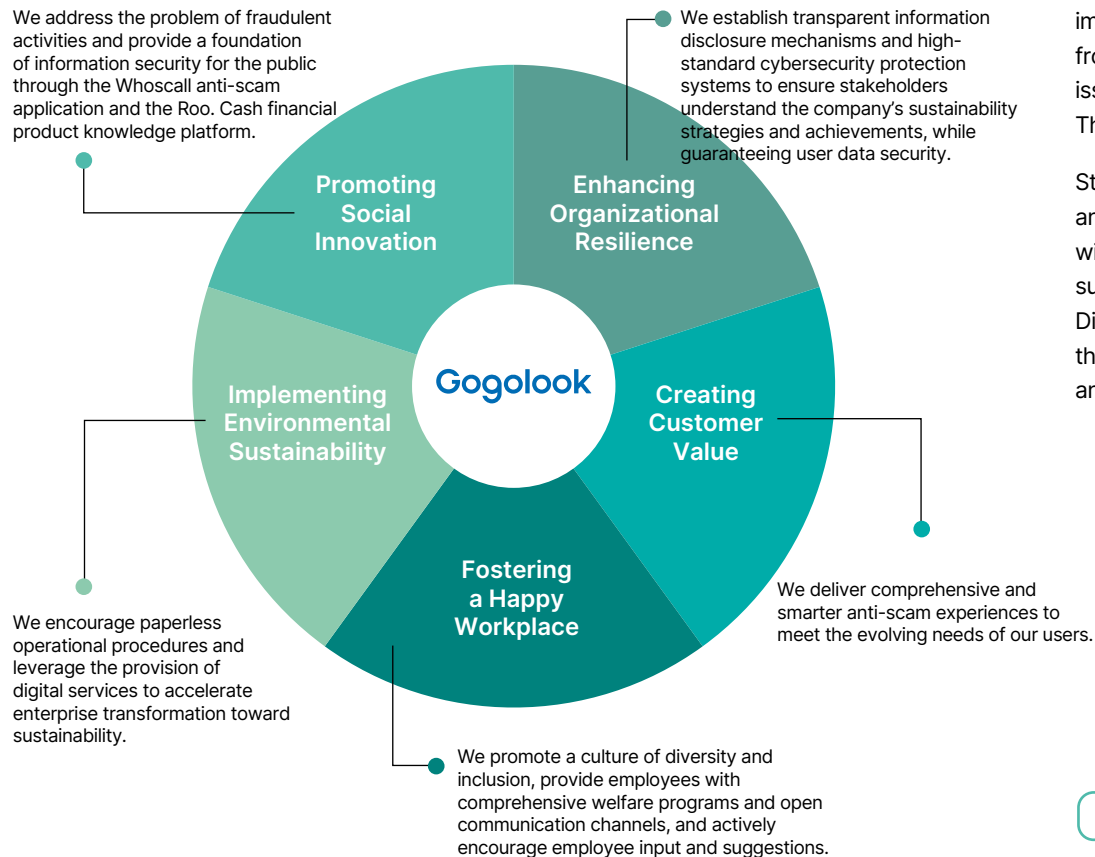 We address the problem of fraudulent
activities and provide a foundation
of information security for the public
through the Whoscall anti-scam
application and the Roo. Cash financial
product knowledge platform.
We establish transparent information
disclosure mechanisms and high-
standard cybersecurity protection
systems to ensure stakeholders
understand the company's sustainability
strategies and achievements, while
guaranteeing user data security.
Promoting
Social
Innovation
Enhancing
Organizational
Resilience
Implementing
Environmental
Sustainability
Gogolook
Creating
Customer
Value
Fostering
a Happy
Workplace
We deliver comprehensive and
smarter anti-scam experiences to
meet the evolving needs of our users.
We encourage paperless
operational procedures and
leverage the provision of
digital services to accelerate
enterprise transformation toward
sustainability.
We promote a culture of diversity and
inclusion, provide employees with
comprehensive welfare programs and open
communication channels, and actively
encourage employee input and suggestions.